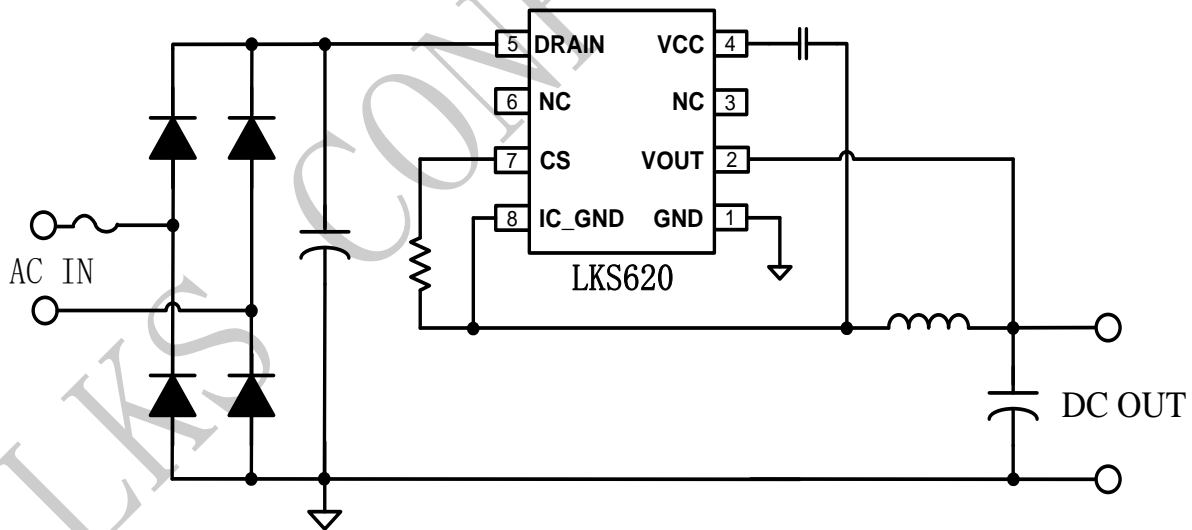 5 DRAIN VCC 4
6 NC NC 3
7 CS VOUT 2
8 IC_GND GND 1
LKS620
AC IN
DC OUT
LKS CON